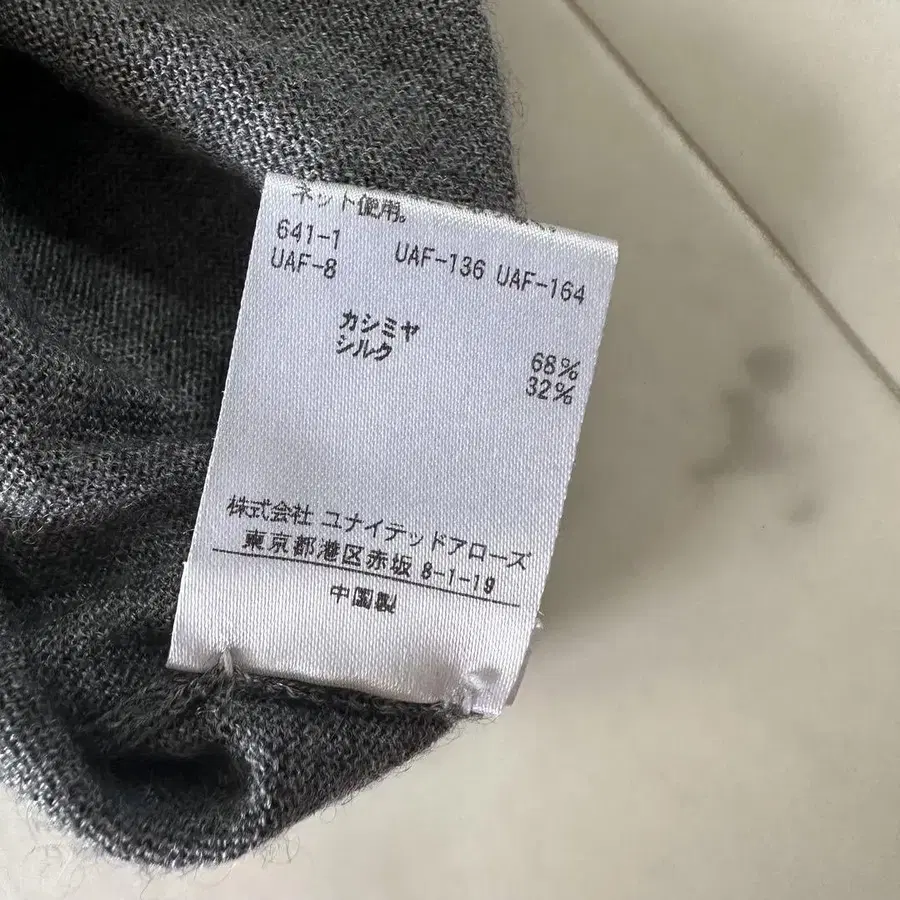 ネット使用。
641-1 UAF-136 UAF-164
UAF-8
カシミヤ 68%
シルク 32%
株式会社 ユナイテッドアローズ
東京都港区赤坂 8-1-19
中国製